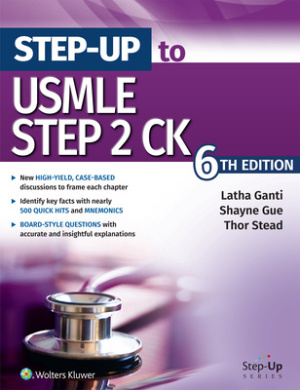 STEP-UP to
USMLE
STEP 2 CK
6TH EDITION
▶ New HIGH-YIELD, CASE-BASED
discussions to frame each chapter
▶ Identify key facts with nearly
500 QUICK HITS and MNEMONICS
▶ BOARD-STYLE QUESTIONS with
accurate and insightful explanations
Latha Ganti
Shayne Gue
Thor Stead
Wolters Kluwer
Step-Up
SERIES